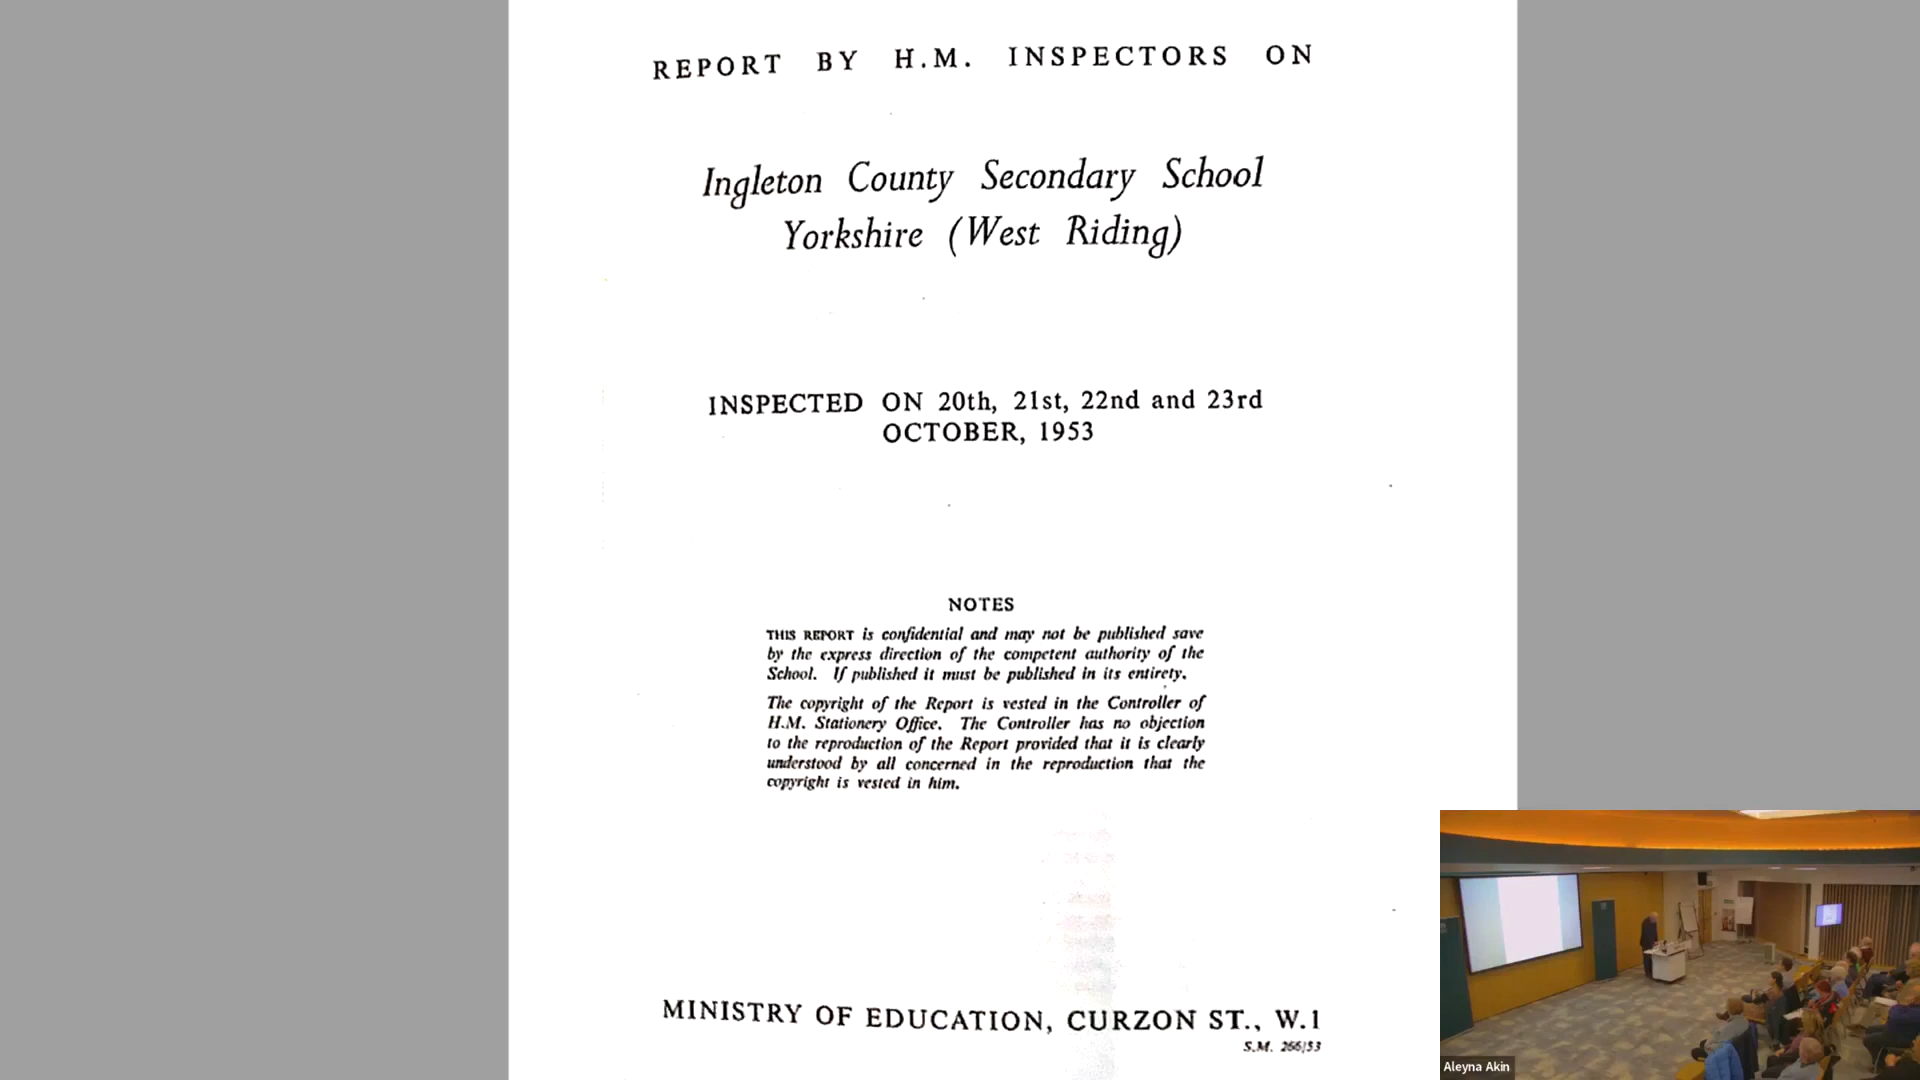 REPORT BY H.M. INSPECTORS ON
Ingleton County Secondary School
Yorkshire (West Riding)
INSPECTED ON 20th, 21st, 22nd and 23rd
OCTOBER, 1953
NOTES
THIS REPORT is confidential and may not be published save
by the express direction of the competent authority of the
School. If published it must be published in its entirety.
The copyright of the Report is vested in the Controller of
H.M. Stationery Office. The Controller has no objection
to the reproduction of the Report provided that it is clearly
understood by all concerned in the reproduction that the
copyright is vested in him.
MINISTRY OF EDUCATION, CURZON ST., W.1
S.M. 266/53
Aleyna Akin